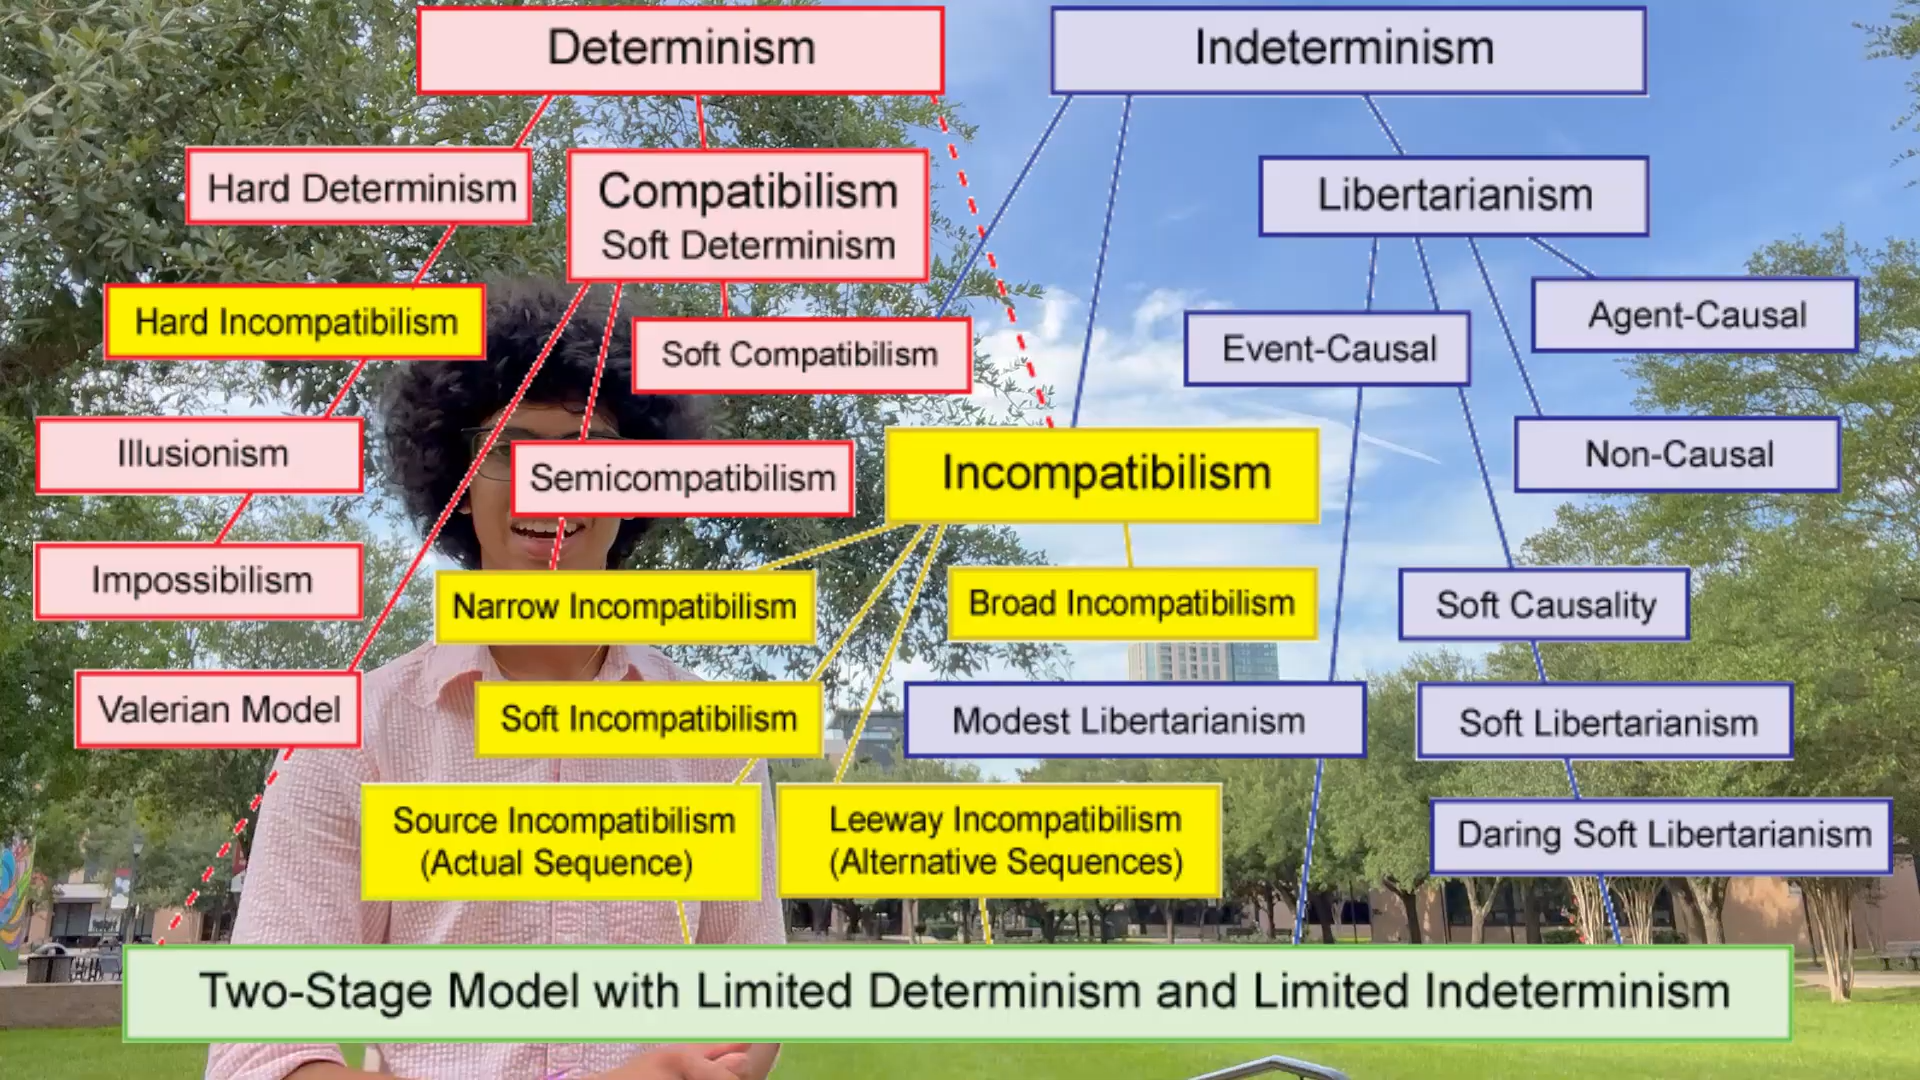 Determinism
Indeterminism
Hard Determinism
Compatibilism
Soft Determinism
Libertarianism
Hard Incompatibilism
Soft Compatibilism
Event-Causal
Agent-Causal
Illusionism
Semicompatibilism
Incompatibilism
Non-Causal
Impossibilism
Narrow Incompatibilism
Broad Incompatibilism
Soft Causality
Valerian Model
Soft Incompatibilism
Modest Libertarianism
Soft Libertarianism
Source Incompatibilism
(Actual Sequence)
Leeway Incompatibilism
(Alternative Sequences)
Daring Soft Libertarianism
Two-Stage Model with Limited Determinism and Limited Indeterminism